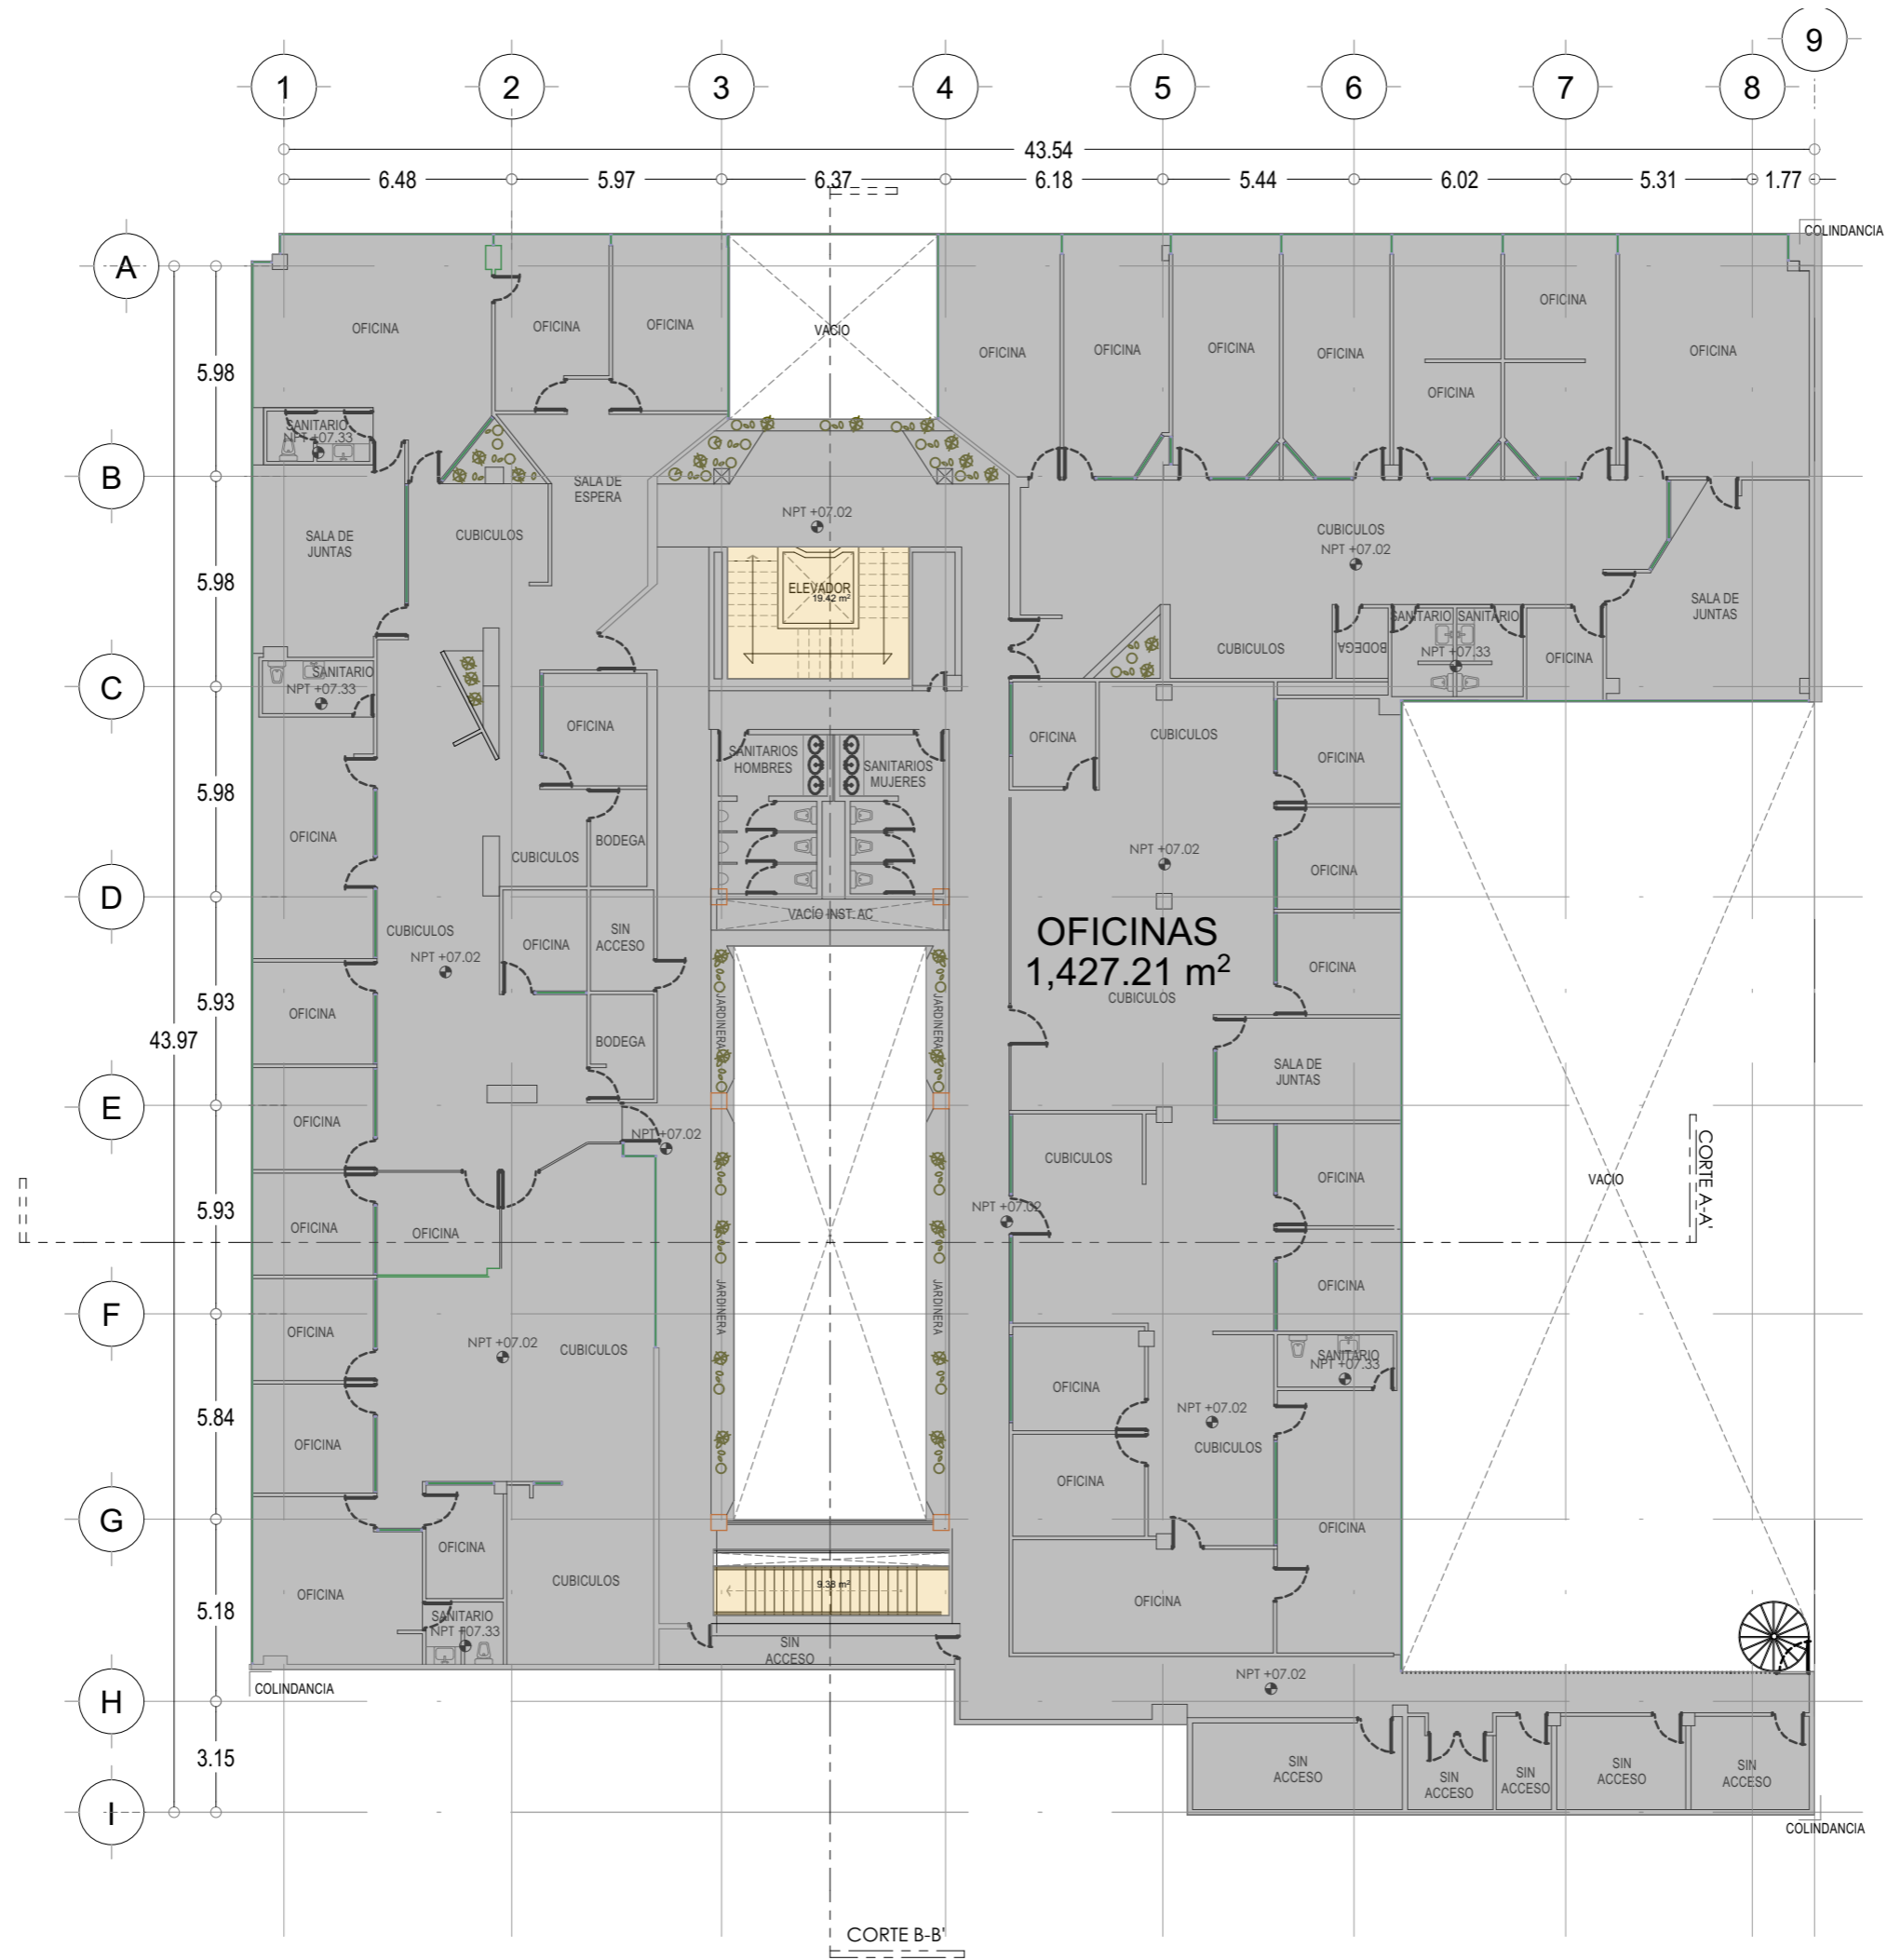 9
1 2 3 4 5 6 7 8
43.54
6.48 5.97 6.37 6.18 5.44 6.02 5.31 1.77
COLINDANCIA
A
OFICINA
OFICINA
OFICINA
VACIO
OFICINA
OFICINA
OFICINA
OFICINA
OFICINA
OFICINA
OFICINA
5.98
SANITARIO
NPT +07.33
B
SALA DE
ESPERA
NPT +07.02
SALA DE
JUNTAS
CUBICULOS
CUBICULOS
NPT +07.02
5.98
ELEVADOR
19.42 m²
SALA DE
JUNTAS
SANITARIO
SANITARIO
NPT +07.33
BODEGA
CUBICULOS
OFICINA
C
SANITARIO
NPT +07.33
OFICINA
OFICINA
CUBICULOS
SANITARIOS
HOMBRES
SANITARIOS
MUJERES
OFICINA
5.98
OFICINA
BODEGA
CUBICULOS
NPT +07.02
OFICINA
D
VACÍO INST. AC
CUBICULOS
NPT +07.02
OFICINA
SIN
ACCESO
OFICINAS
1,427.21 m²
CUBICULOS
OFICINA
5.93
43.97
OFICINA
BODEGA
JARDINERA
JARDINERA
SALA DE
JUNTAS
E
OFICINA
NPT +07.02
CUBICULOS
CORTE A-A'
VACIO
OFICINA
5.93
OFICINA
OFICINA
NPT +07.02
OFICINA
F
JARDINERA
JARDINERA
OFICINA
NPT +07.02
CUBICULOS
SANITARIO
NPT +07.33
OFICINA
5.84
OFICINA
NPT +07.02
CUBICULOS
OFICINA
G
OFICINA
OFICINA
CUBICULOS
9.38 m²
OFICINA
OFICINA
5.18
SANITARIO
NPT +07.33
SIN
ACCESO
NPT +07.02
COLINDANCIA
H
3.15
SIN
ACCESO
SIN
ACCESO
SIN
ACCESO
SIN
ACCESO
SIN
ACCESO
I
COLINDANCIA
CORTE B-B'